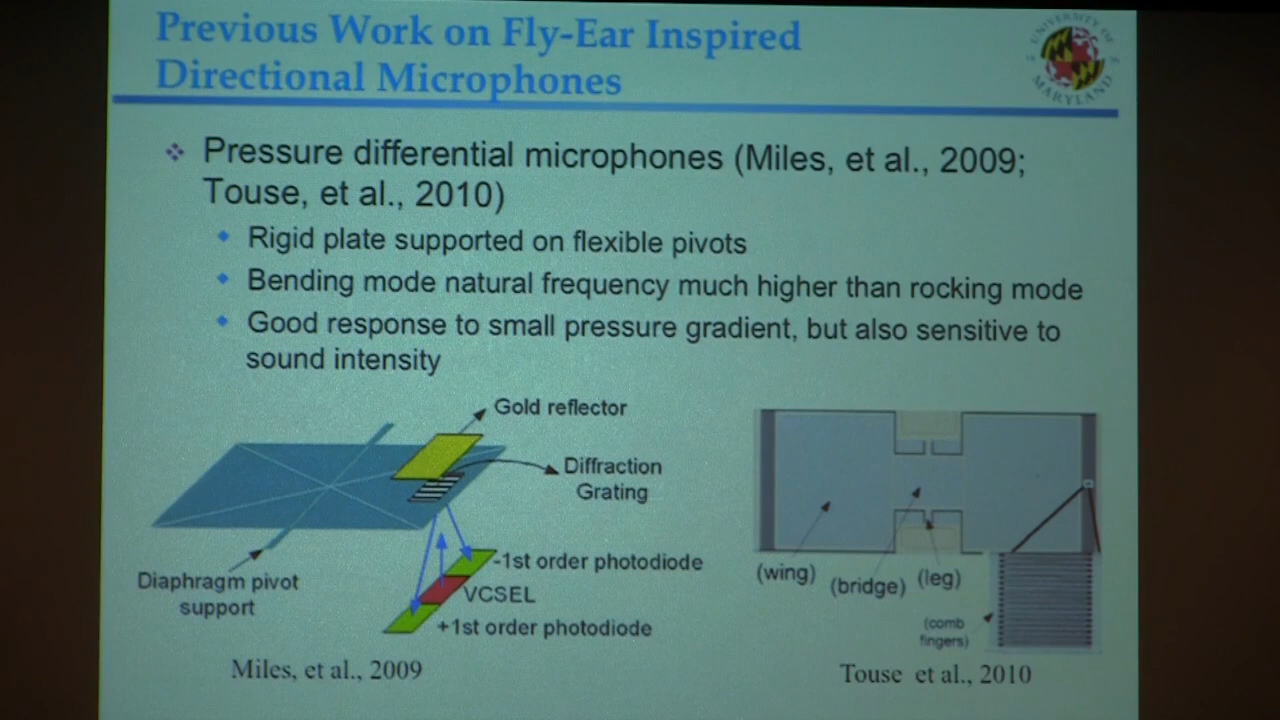 Previous Work on Fly-Ear Inspired
Directional Microphones
UNIVERSITY OF
MARYLAND
Pressure differential microphones (Miles, et al., 2009;
Touse, et al., 2010)
Rigid plate supported on flexible pivots
Bending mode natural frequency much higher than rocking mode
Good response to small pressure gradient, but also sensitive to
sound intensity
Gold reflector
Diffraction
Grating
Diaphragm pivot
support
-1st order photodiode
VCSEL
+1st order photodiode
Miles, et al., 2009
(wing)
(bridge)
(leg)
(comb
fingers)
Touse et al., 2010